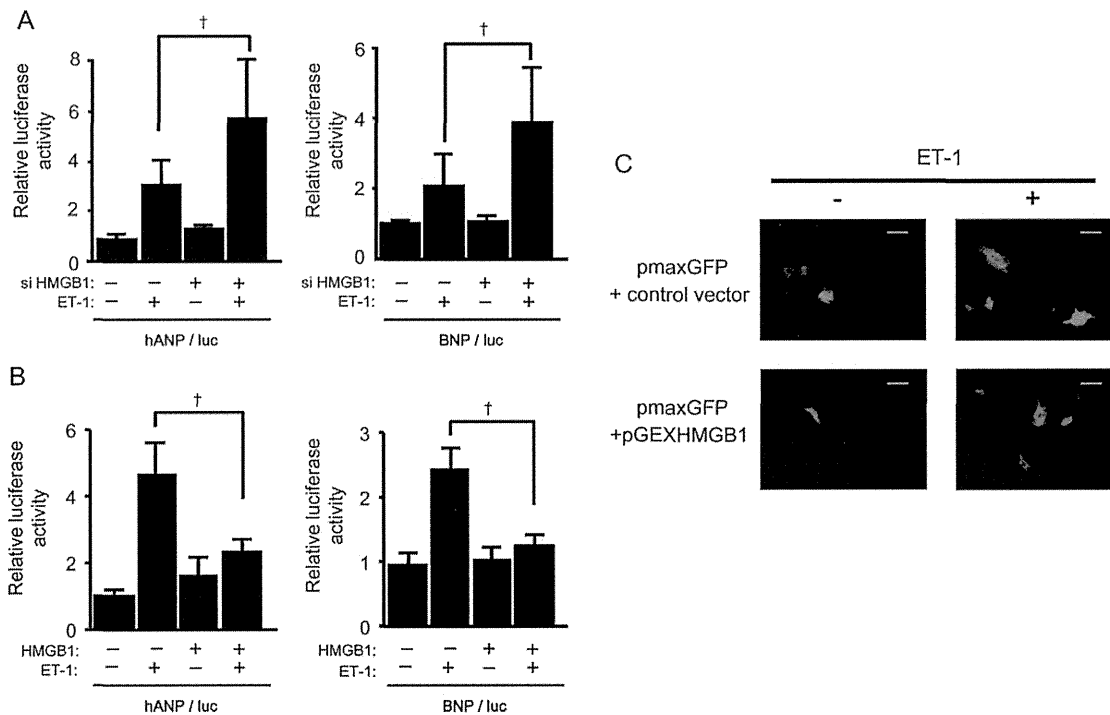 A
†
8
6
4
2
0
Relative luciferase
activity
si HMGB1: − − + +
ET-1: − + − +
hANP / luc
†
6
4
2
0
Relative luciferase
activity
si HMGB1: − − + +
ET-1: − + − +
BNP / luc
B
†
6
4
2
0
Relative luciferase
activity
HMGB1: − − + +
ET-1: − + − +
hANP / luc
†
3
2
1
0
Relative luciferase
activity
HMGB1: − − + +
ET-1: − + − +
BNP / luc
C
ET-1
- +
pmaxGFP
+ control vector
pmaxGFP
+pGEXHMGB1